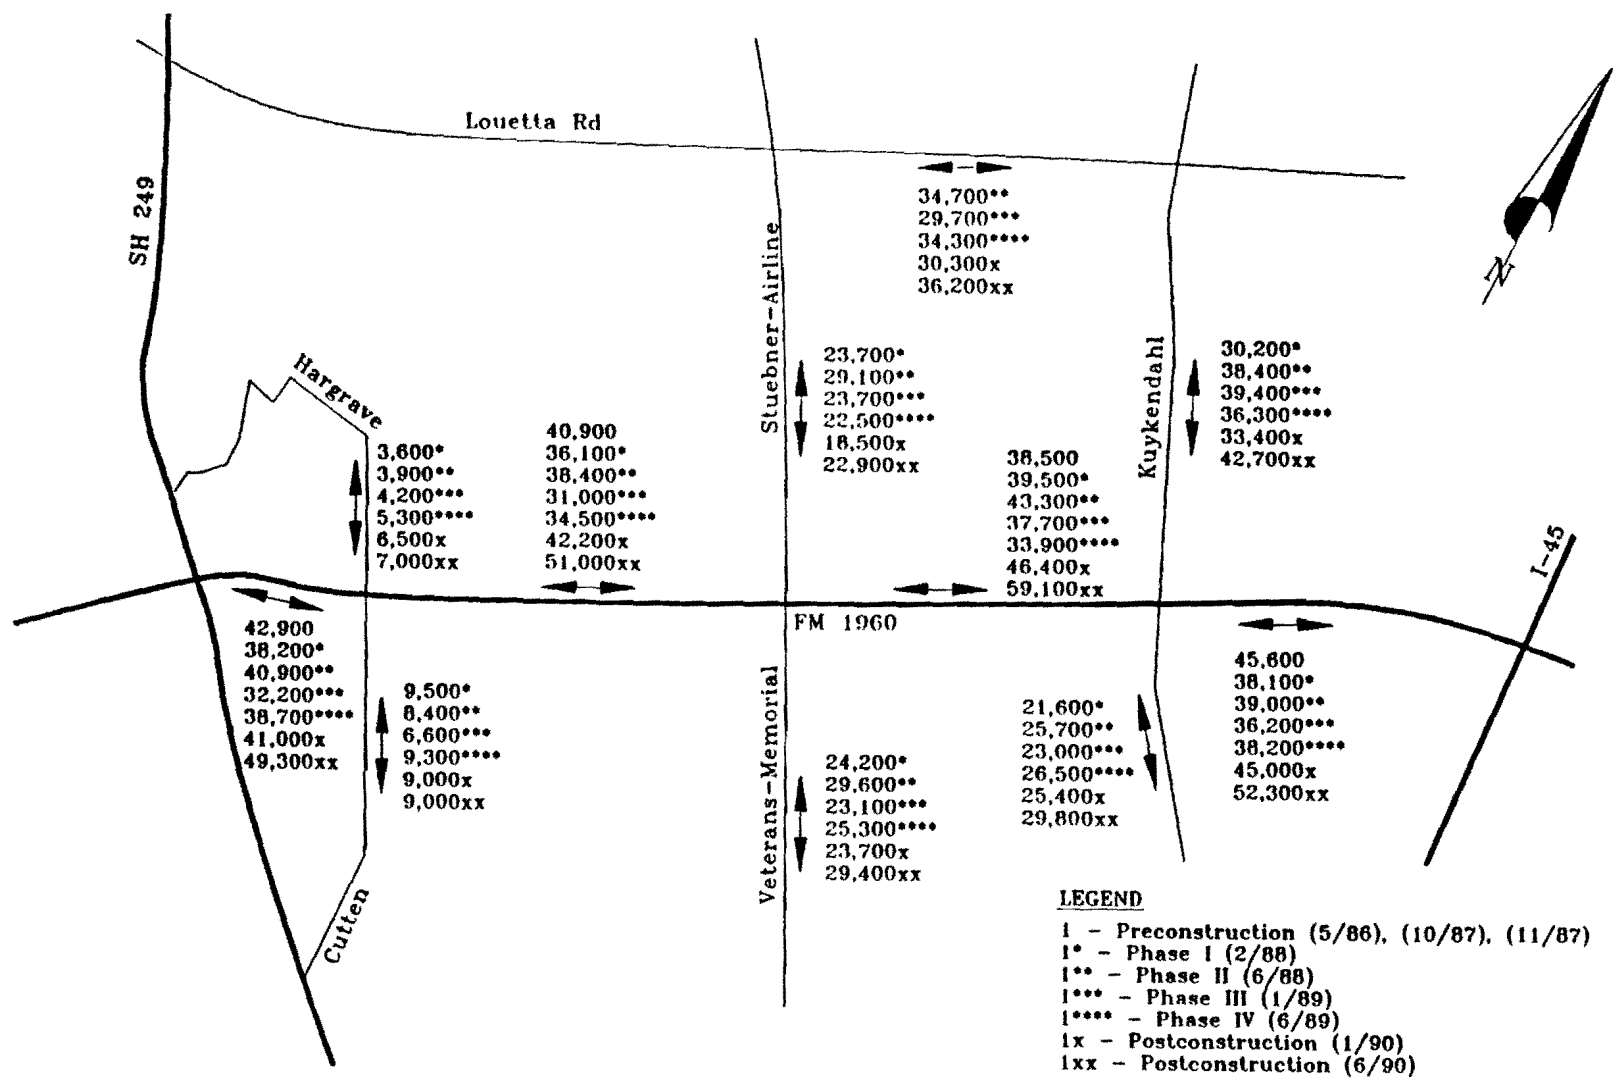 Louetta Rd
SH 249
34,700**
29,700***
34,300****
30,300x
36,200xx
N
Stuebner-Airline
Kuykendahl
Hargrave
23,700*
29,100**
23,700***
22,500****
18,500x
22,900xx
30,200*
38,400**
39,400***
36,300****
33,400x
42,700xx
3,600*
3,900**
4,200***
5,300****
6,500x
7,000xx
40,900
36,100*
38,400**
31,000***
34,500****
42,200x
51,000xx
38,500
39,500*
43,300**
37,700***
33,900****
46,400x
59,100xx
I-45
FM 1960
42,900
38,200*
40,900**
32,200***
38,700****
41,000x
49,300xx
9,500*
8,400**
6,600***
9,300****
9,000x
9,000xx
Cutten
Veterans-Memorial
24,200*
29,600**
23,100***
25,300****
23,700x
29,400xx
21,600*
25,700**
23,000***
26,500****
25,400x
29,800xx
45,600
38,100*
39,000**
36,200***
38,200****
45,000x
52,300xx
LEGEND
1 - Preconstruction (5/86), (10/87), (11/87)
1* - Phase I (2/88)
1** - Phase II (6/88)
1*** - Phase III (1/89)
1**** - Phase IV (6/89)
1x - Postconstruction (1/90)
1xx - Postconstruction (6/90)